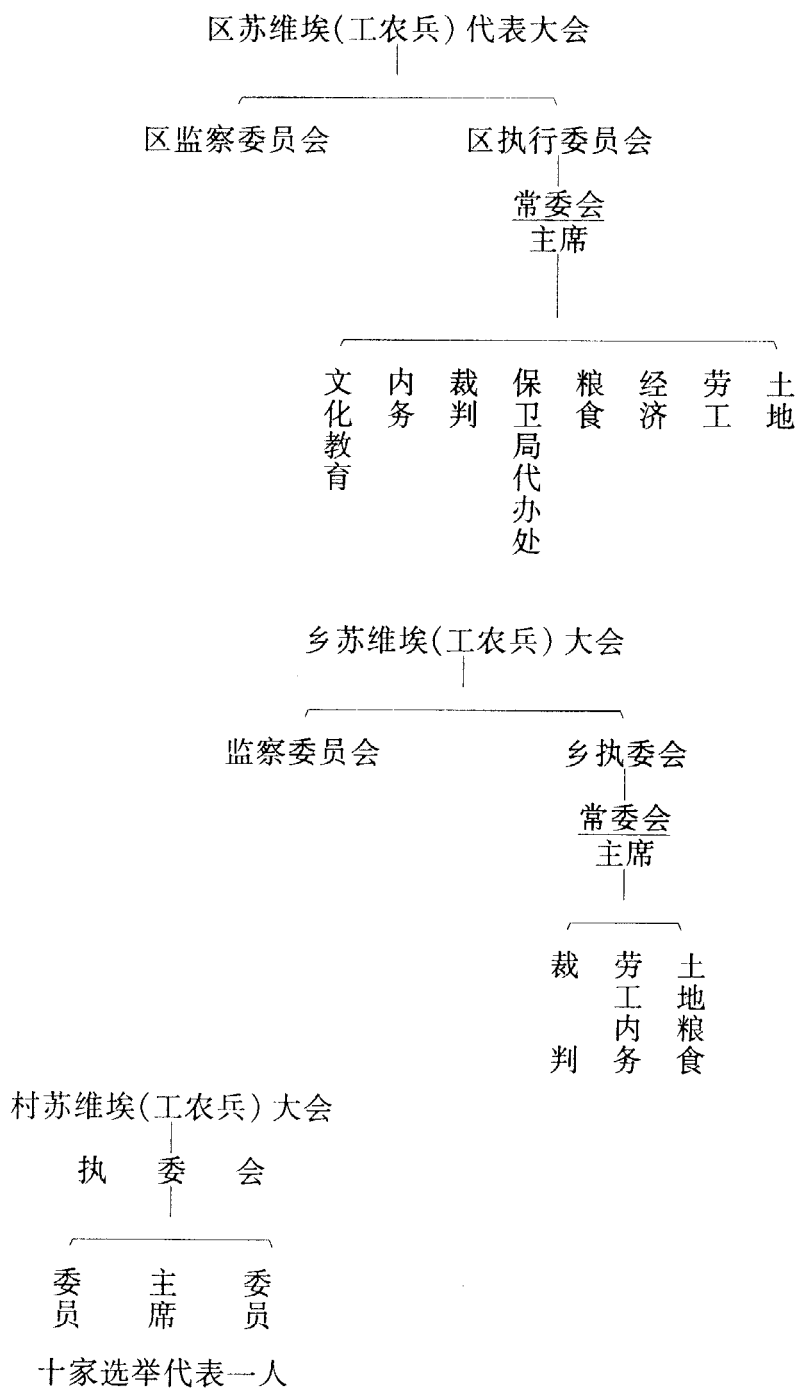 区苏维埃(工农兵)代表大会
区监察委员会
区执行委员会
常委会
主席
文化教育
内务
裁判
保卫局代办处
粮食
经济
劳工
土地
乡苏维埃(工农兵)大会
监察委员会
乡执委会
常委会
主席
裁判
劳工内务
土地粮食
村苏维埃(工农兵)大会
执委会
委员
主席
委员
十家选举代表一人